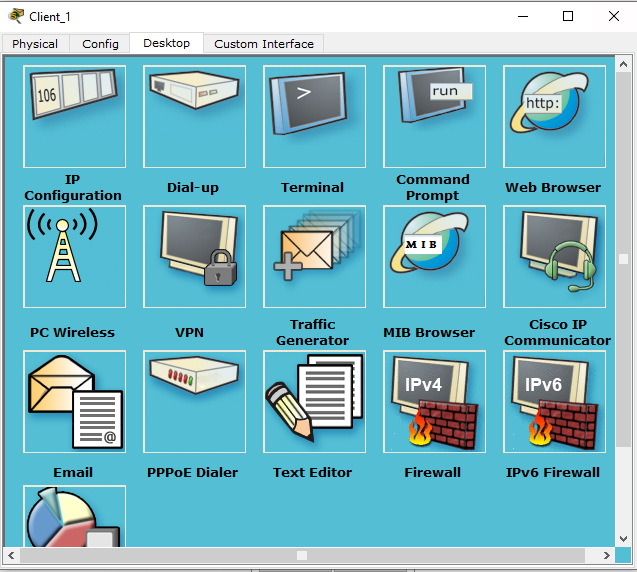 Client_1
Physical Config Desktop Custom Interface
106
>
run
http:
IP
Configuration
Dial-up
Terminal
Command
Prompt
Web Browser
MIB
PC Wireless
VPN
Traffic
Generator
MIB Browser
Cisco IP
Communicator
@
IPv4
IPv6
Email
PPPoE Dialer
Text Editor
Firewall
IPv6 Firewall